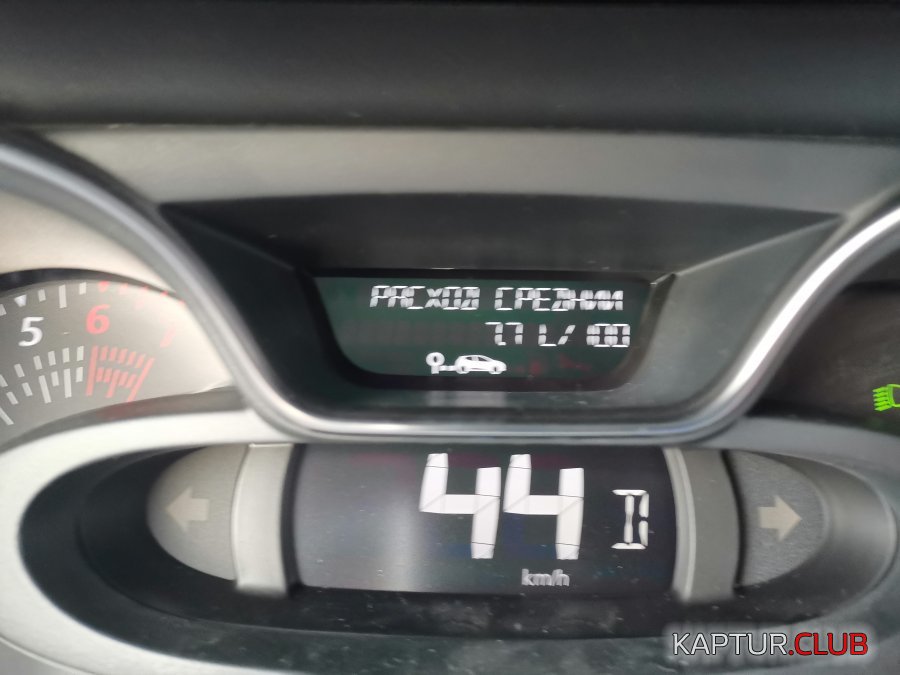 РАСХОД СРЕДНИЙ
7.7 L/100
5 6
44 D
km/h
KAPTUR.CLUB